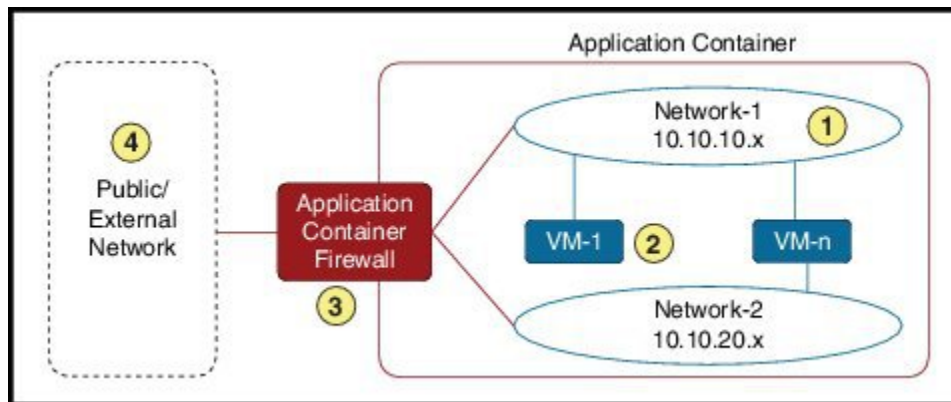 Application Container
4
Public/
External
Network
Application
Container
Firewall
3
Network-1
10.10.10.x
1
VM-1
2
VM-n
Network-2
10.10.20.x